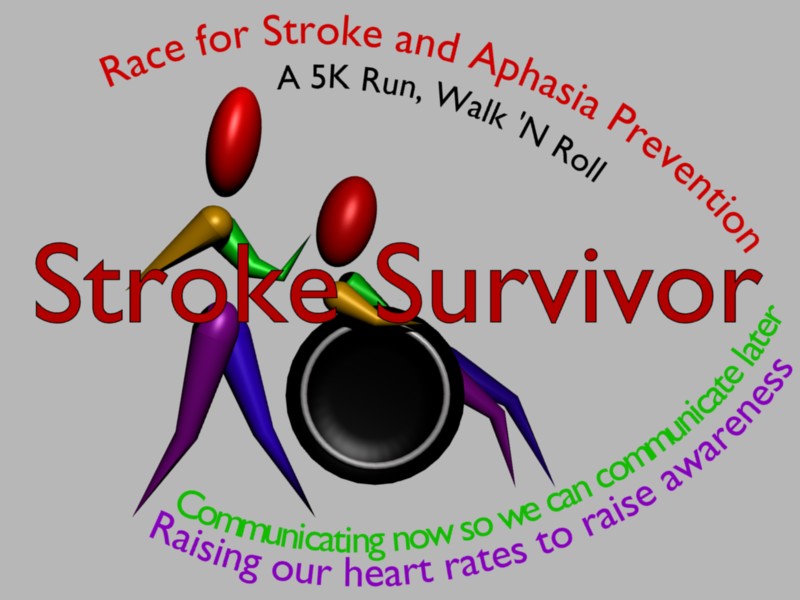 Race for Stroke and Aphasia Prevention
A 5K Run, Walk 'N Roll
Stroke Survivor
Communicating now so we can communicate later
Raising our heart rates to raise awareness